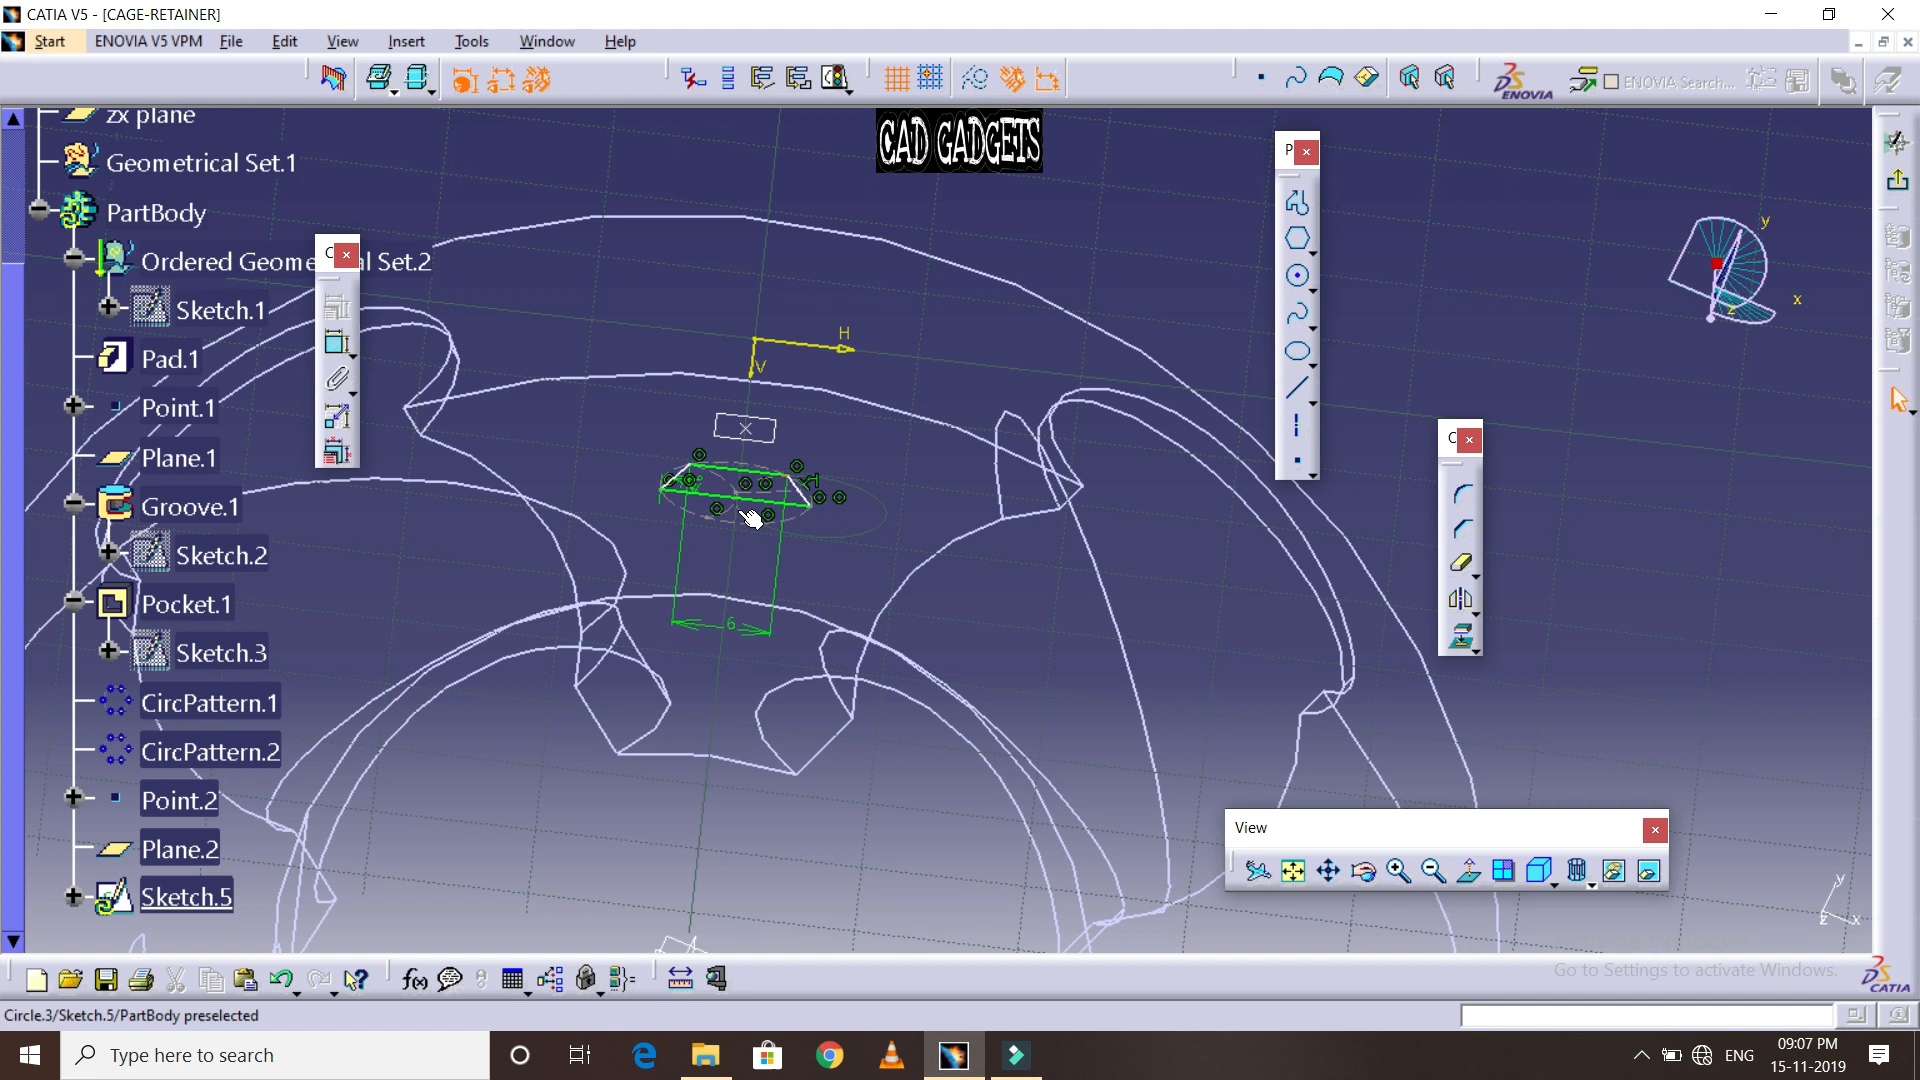 CATIA V5 - [CAGE-RETAINER]
Start ENOVIA V5 VPM File Edit View Insert Tools Window Help
ENOVIA
ENOVIA Search...
CAD GADGETS
zx plane
Geometrical Set.1
PartBody
Ordered Geome al Set.2
Sketch.1
Pad.1
Point.1
Plane.1
Groove.1
Sketch.2
Pocket.1
Sketch.3
CircPattern.1
CircPattern.2
Point.2
Plane.2
Sketch.5
C
P
C
H
V
6
y
x
z
View
y
z
x
Go to Settings to activate Windows.
CATIA
f(x)
Circle.3/Sketch.5/PartBody preselected
Type here to search
ENG
09:07 PM
15-11-2019